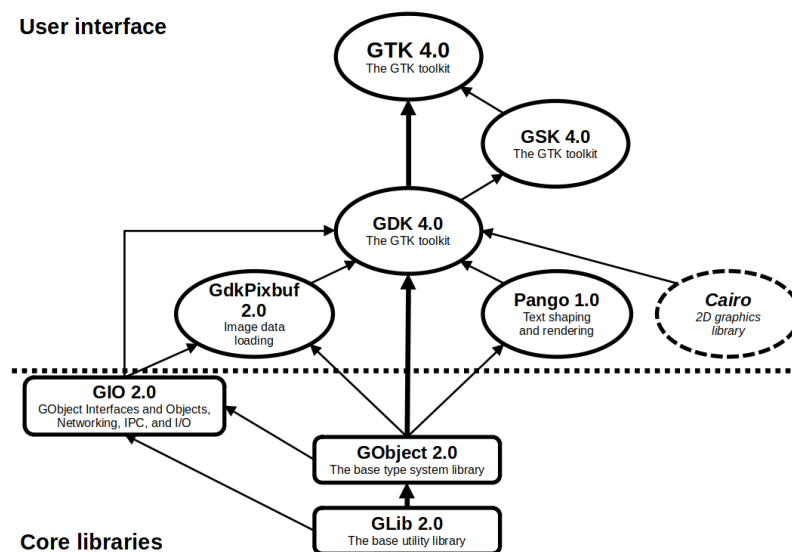 User interface
GTK 4.0
The GTK toolkit
GSK 4.0
The GTK toolkit
GDK 4.0
The GTK toolkit
GdkPixbuf
2.0
Image data
loading
Pango 1.0
Text shaping
and rendering
Cairo
2D graphics
library
GIO 2.0
GObject Interfaces and Objects,
Networking, IPC, and I/O
GObject 2.0
The base type system library
GLib 2.0
The base utility library
Core libraries